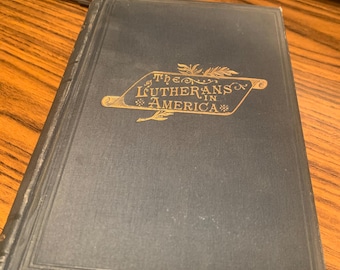 The
Lutherans
in
America